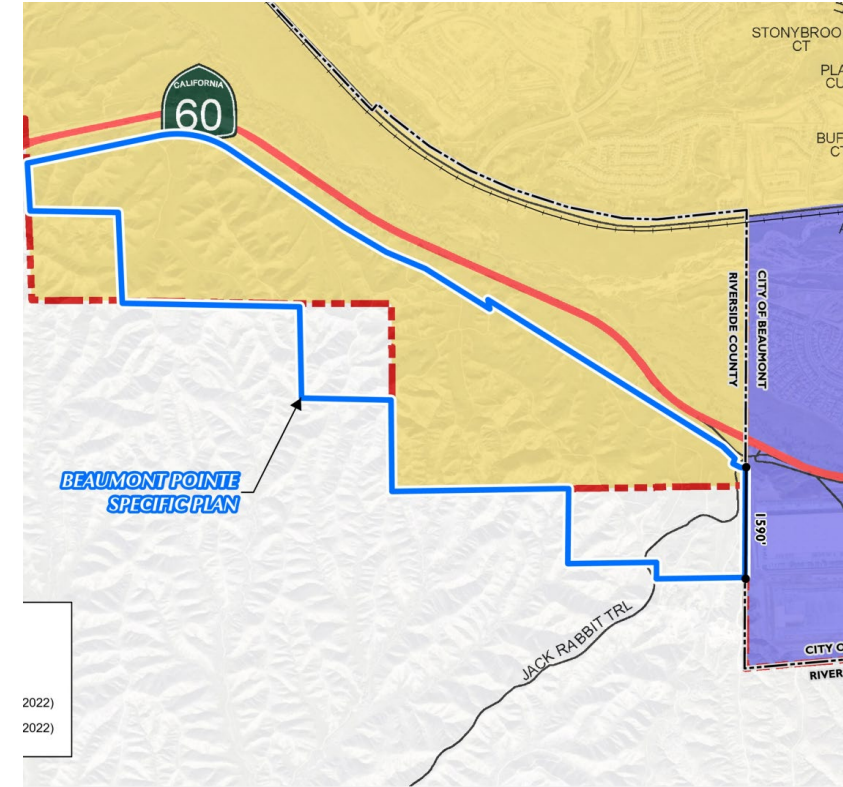 STONYBROO
CT
PLA
CU
BUF
CT
CALIFORNIA
60
RIVERSIDE COUNTY
CITY OF BEAUMONT
BEAUMONT POINTE
SPECIFIC PLAN
1590'
JACK RABBIT TRL
CITY O
RIVER
2022)
2022)